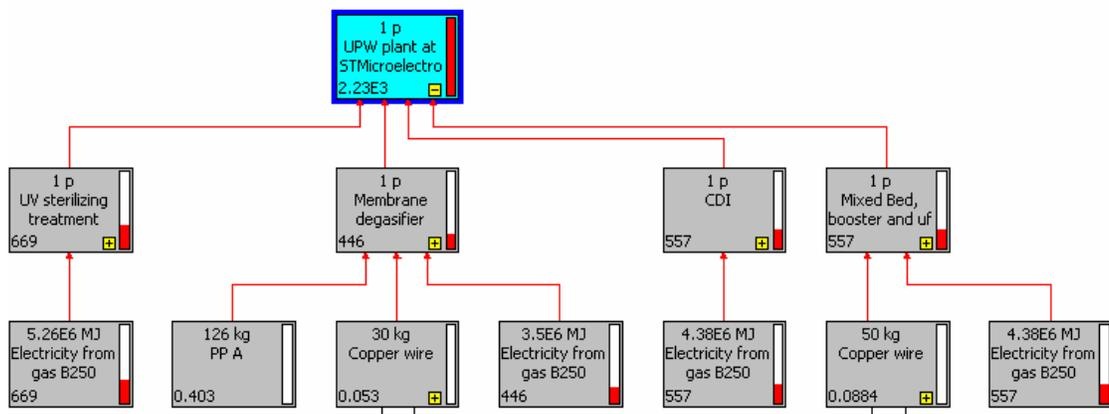 1 p
UPW plant at
STMicroelectro
2.23E3
1 p
UV sterilizing
treatment
669
1 p
Membrane
degasifier
446
1 p
CDI
557
1 p
Mixed Bed,
booster and uf
557
5.26E6 MJ
Electricity from
gas B250
669
126 kg
PP A
0.403
30 kg
Copper wire
0.053
3.5E6 MJ
Electricity from
gas B250
446
4.38E6 MJ
Electricity from
gas B250
557
50 kg
Copper wire
0.0884
4.38E6 MJ
Electricity from
gas B250
557